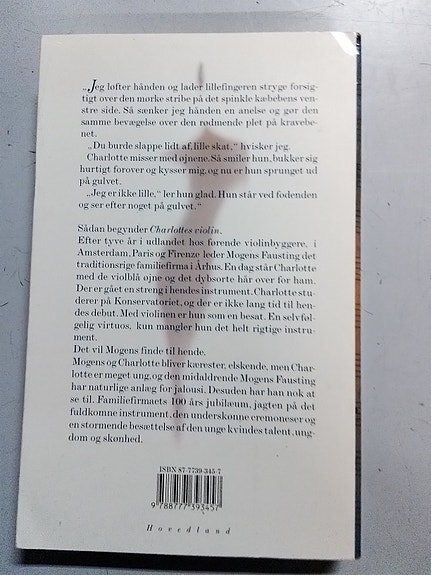 „Jeg løfter hånden og lader lillefingeren stryge forsig-
tigt over den mørke stribe på det spinkle kæbebens ven-
stre side. Så sænker jeg hånden en anelse og gør den
samme bevægelse over den rødmende plet på kravebe-
net.
„Du burde slappe lidt af, lille skat,“ hvisker jeg.
Charlotte misser med øjnene. Så smiler hun, bukker sig
hurtigt forover og kysser mig, og nu er hun sprunget ud
på gulvet.
„Jeg er ikke lille,“ ler hun glad. Hun står ved fodenden
og ser efter noget på gulvet.“
Sådan begynder Charlottes violin.
Efter tyve år i udlandet hos førende violinbyggere, i
Amsterdam, Paris og Firenze leder Mogens Fausting det
traditionsrige familiefirma i Århus. En dag står Charlotte
med de violblå øjne og det dybsorte hår over for ham.
Der er gået en streng i hendes instrument. Charlotte stu-
derer på Konservatoriet, og der er ikke lang tid til hen-
des debut. Med violinen er hun som en besat. En selvføl-
gelig virtuos, kun mangler hun det helt rigtige instru-
ment.
Det vil Mogens finde til hende.
Mogens og Charlotte bliver kærester, elskende, men Char-
lotte er meget ung, og den midaldrende Mogens Fausting
har naturlige anlæg for jalousi. Desuden har han nok at
se til. Familiefirmaets 100 års jubilæum, jagten på det
fuldkomne instrument, den underskønne cremoneser og
en stormende besættelse af den unge kvindes talent, ung-
dom og skønhed.
ISBN 87-7739-345-7
9 788777 393457
Hovedland